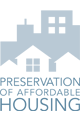 PRESERVATION
OF AFFORDABLE
HOUSING